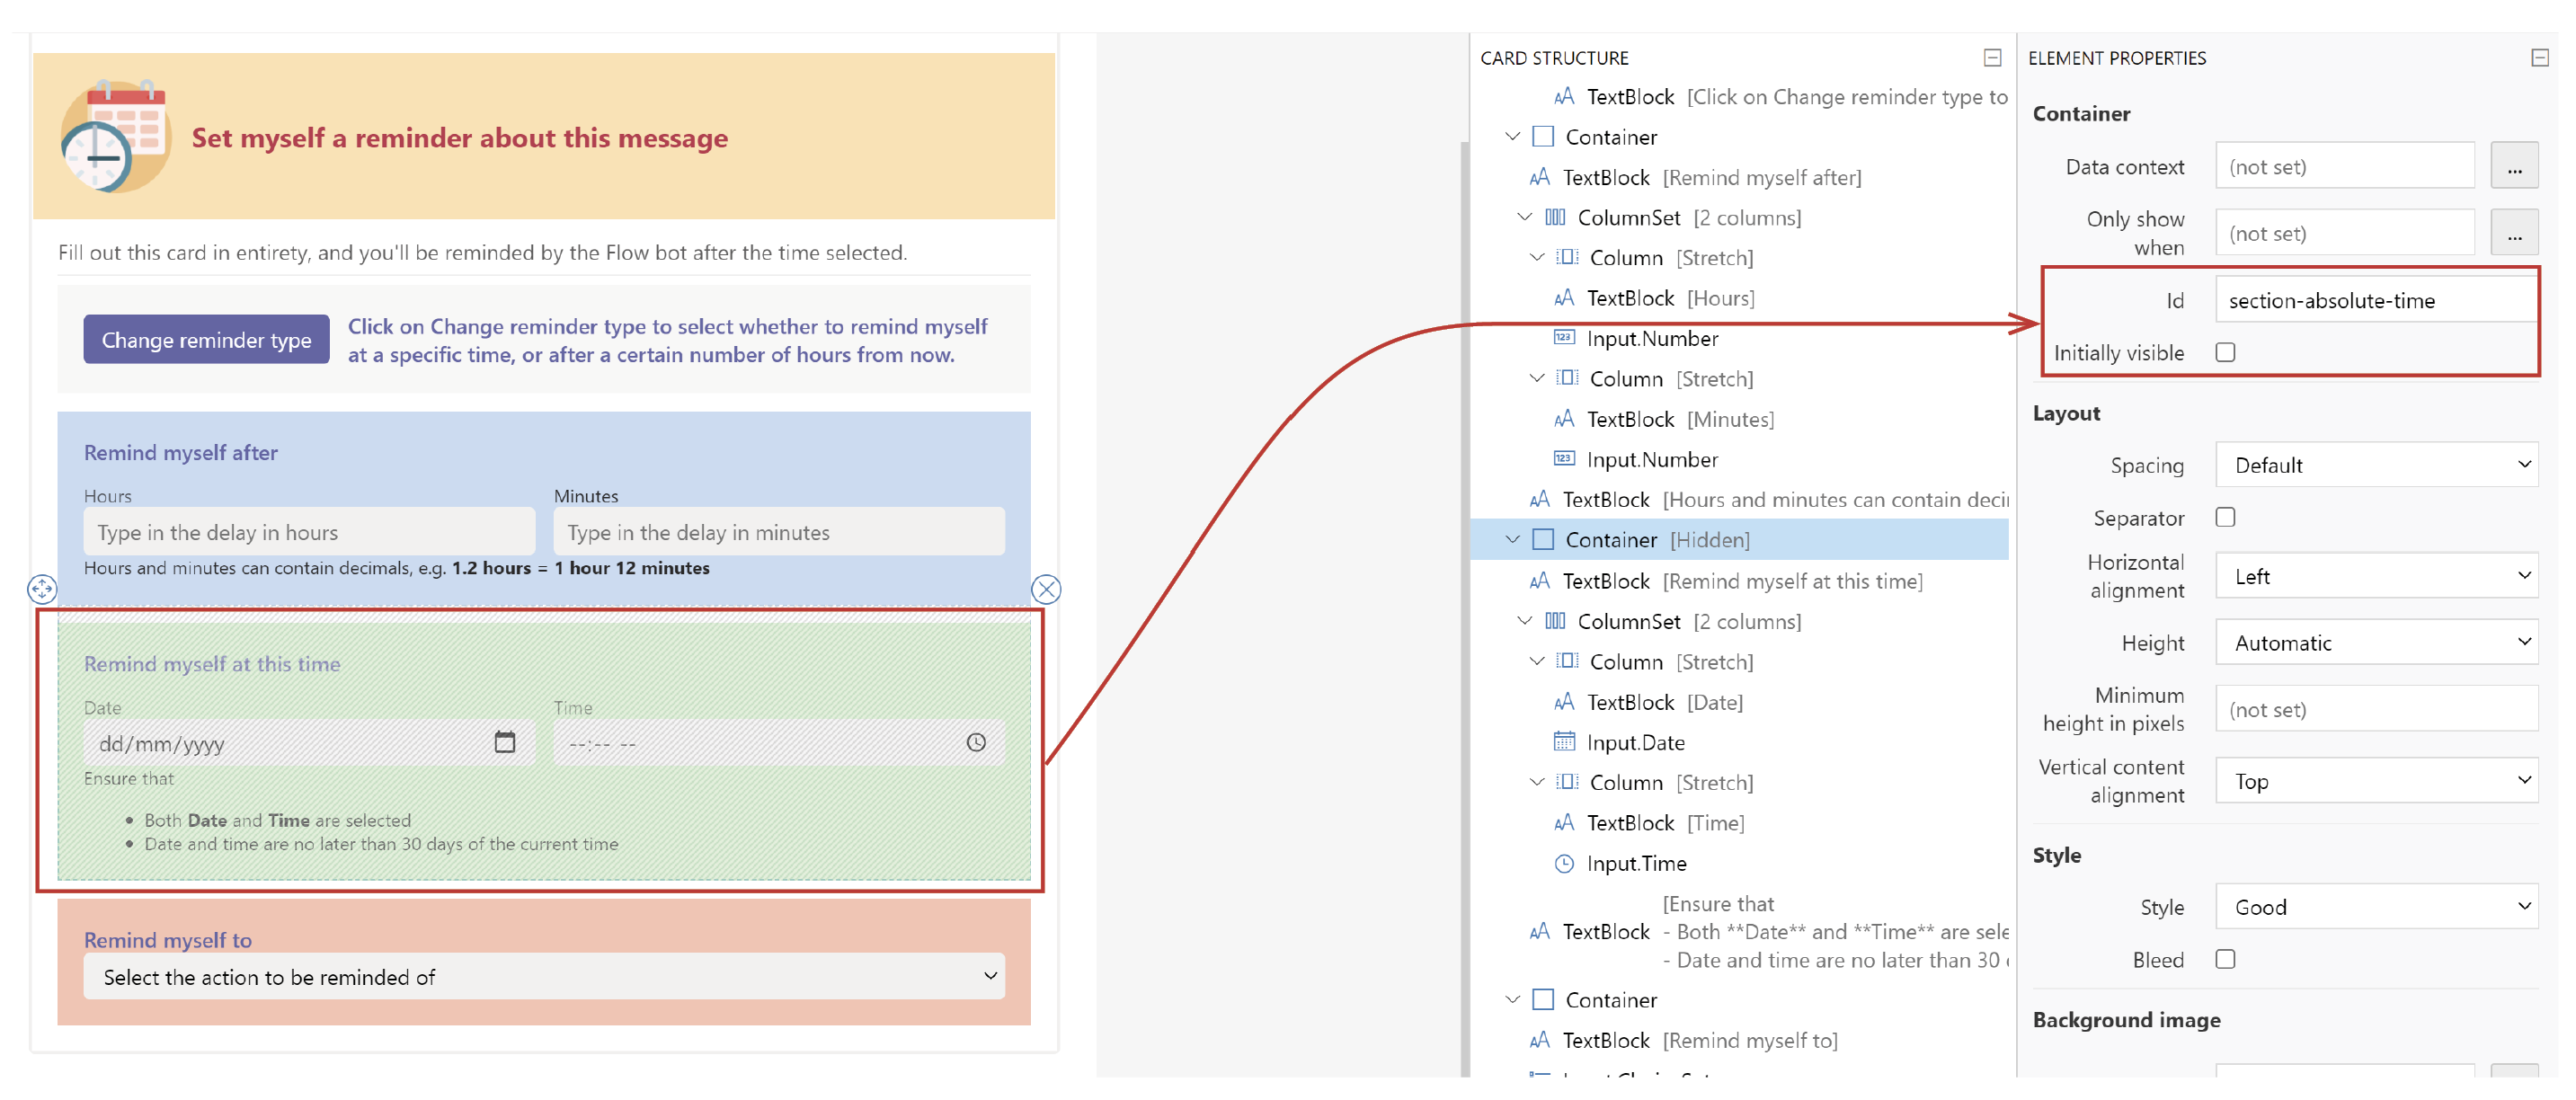 Set myself a reminder about this message
Fill out this card in entirety, and you'll be reminded by the Flow bot after the time selected.
Change reminder type
Click on Change reminder type to select whether to remind myself
at a specific time, or after a certain number of hours from now.
Remind myself after
Hours Minutes
Type in the delay in hours Type in the delay in minutes
Hours and minutes can contain decimals, e.g. 1.2 hours = 1 hour 12 minutes
Remind myself at this time
Date Time
dd/mm/yyyy --:-- --
Ensure that
• Both Date and Time are selected
• Date and time are no later than 30 days of the current time
Remind myself to
Select the action to be reminded of
CARD STRUCTURE
TextBlock [Click on Change reminder type to
Container
TextBlock [Remind myself after]
ColumnSet [2 columns]
Column [Stretch]
TextBlock [Hours]
Input.Number
Column [Stretch]
TextBlock [Minutes]
Input.Number
TextBlock [Hours and minutes can contain deci
Container [Hidden]
TextBlock [Remind myself at this time]
ColumnSet [2 columns]
Column [Stretch]
TextBlock [Date]
Input.Date
Column [Stretch]
TextBlock [Time]
Input.Time
[Ensure that
TextBlock - Both **Date** and **Time** are sele
- Date and time are no later than 30
Container
TextBlock [Remind myself to]
ELEMENT PROPERTIES
Container
Data context (not set) ...
Only show
when (not set) ...
Id section-absolute-time
Initially visible
Layout
Spacing Default
Separator
Horizontal
alignment Left
Height Automatic
Minimum
height in pixels (not set)
Vertical content
alignment Top
Style
Style Good
Bleed
Background image